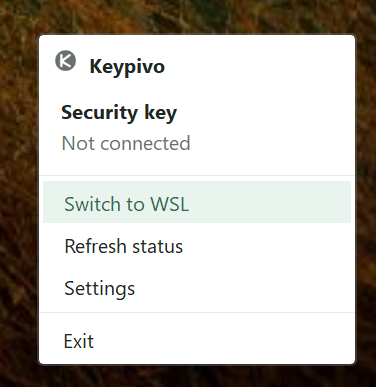 Keypivo
Security key
Not connected
Switch to WSL
Refresh status
Settings
Exit